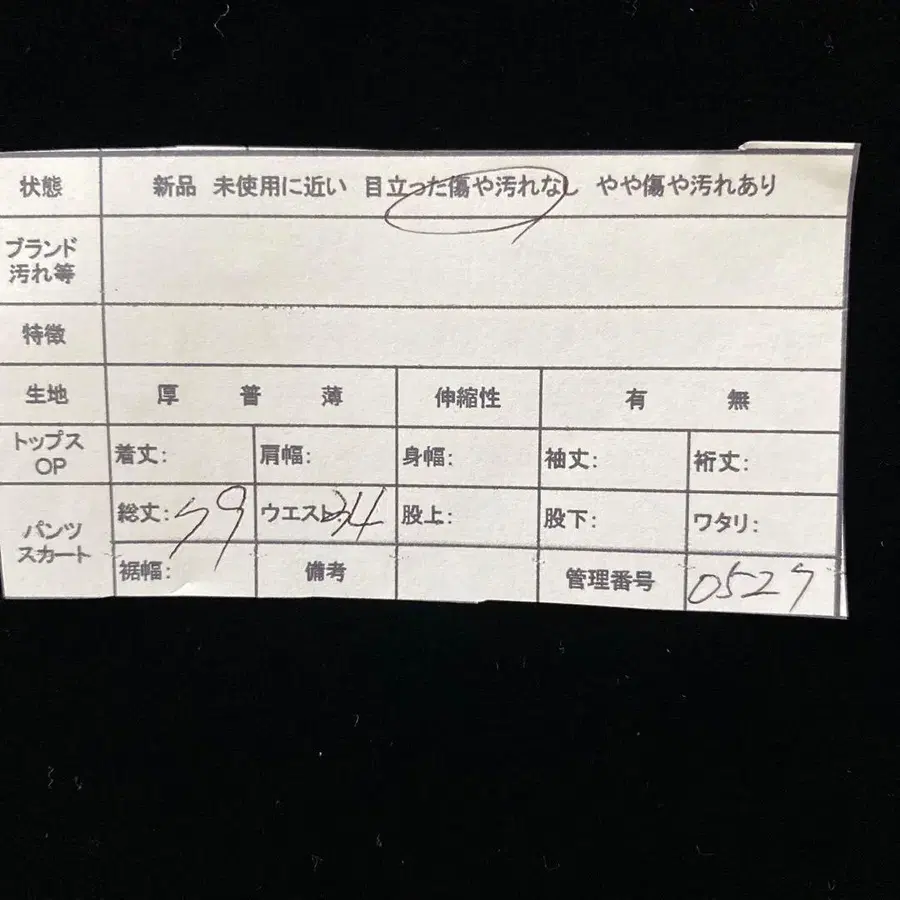 状態 新品 未使用に近い 目立った傷や汚れなし やや傷や汚れあり
ブランド
汚れ等
特徴
生地 厚 普 薄 伸縮性 有 無
トップス
OP
着丈: 肩幅: 身幅: 袖丈: 裄丈:
パンツ
スカート
総丈: 79 ウエスト: 34 股上: 股下: ワタリ:
裾幅: 備考 管理番号 0527